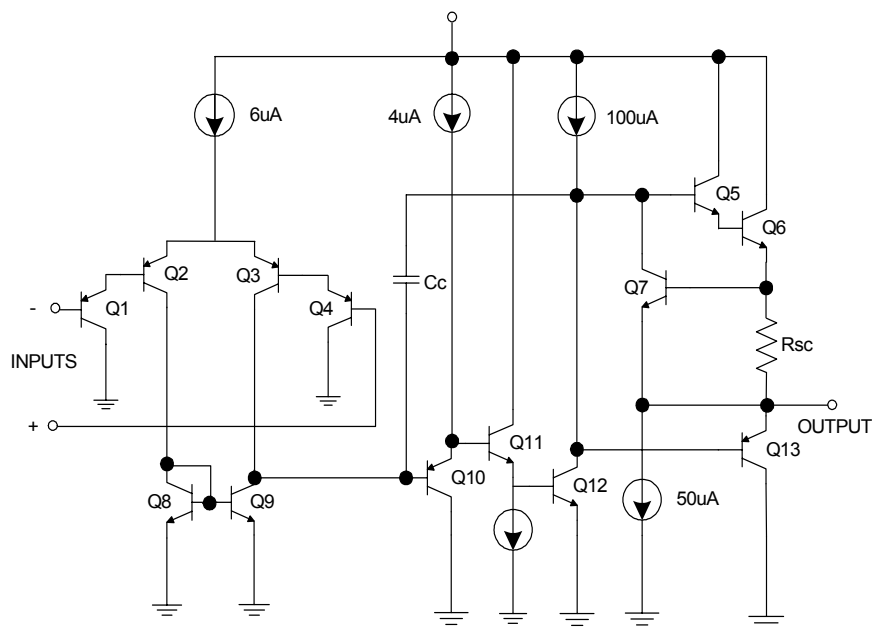 6uA
4uA
100uA
Q5
Q6
Q2
Q3
Q1
Q4
Cc
Q7
-
INPUTS
+
Rsc
OUTPUT
Q11
Q10
Q12
Q13
Q8
Q9
50uA